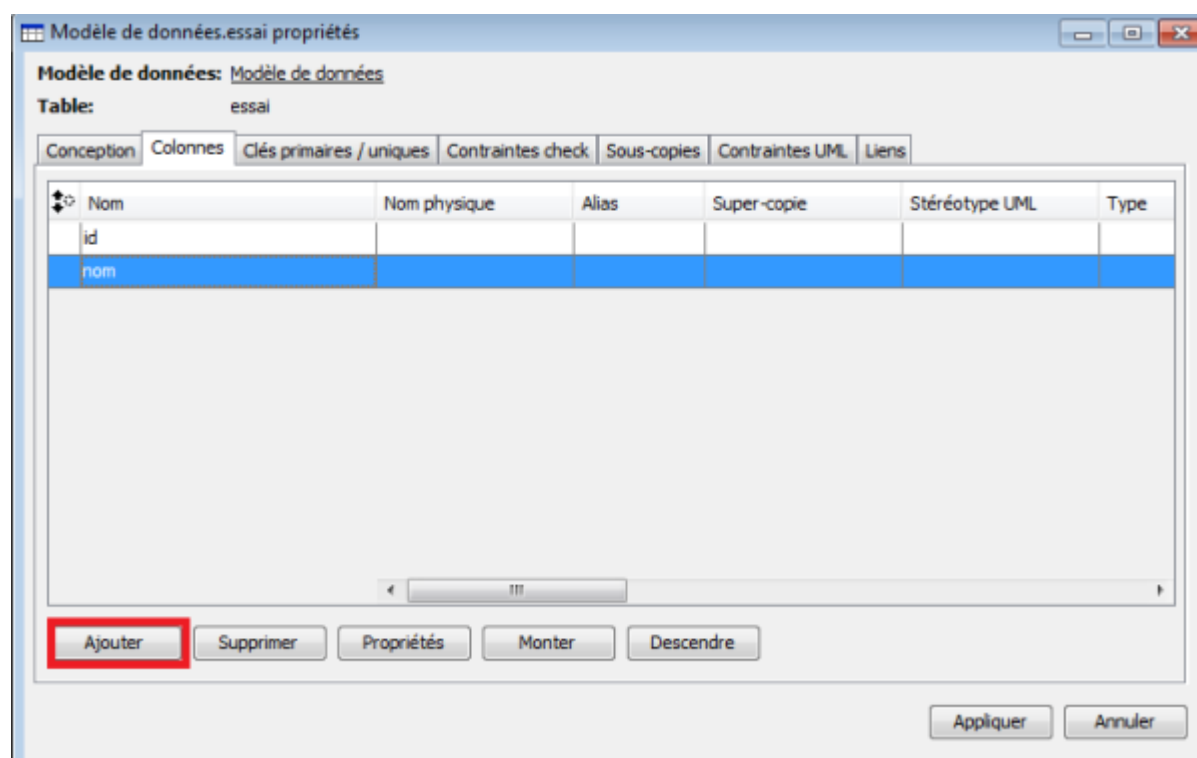 Modèle de données.essai propriétés
Modèle de données: Modèle de données
Table: essai
Conception Colonnes Clés primaires / uniques Contraintes check Sous-copies Contraintes UML Liens
Nom Nom physique Alias Super-copie Stéréotype UML Type
id
nom
Ajouter Supprimer Propriétés Monter Descendre
Appliquer Annuler